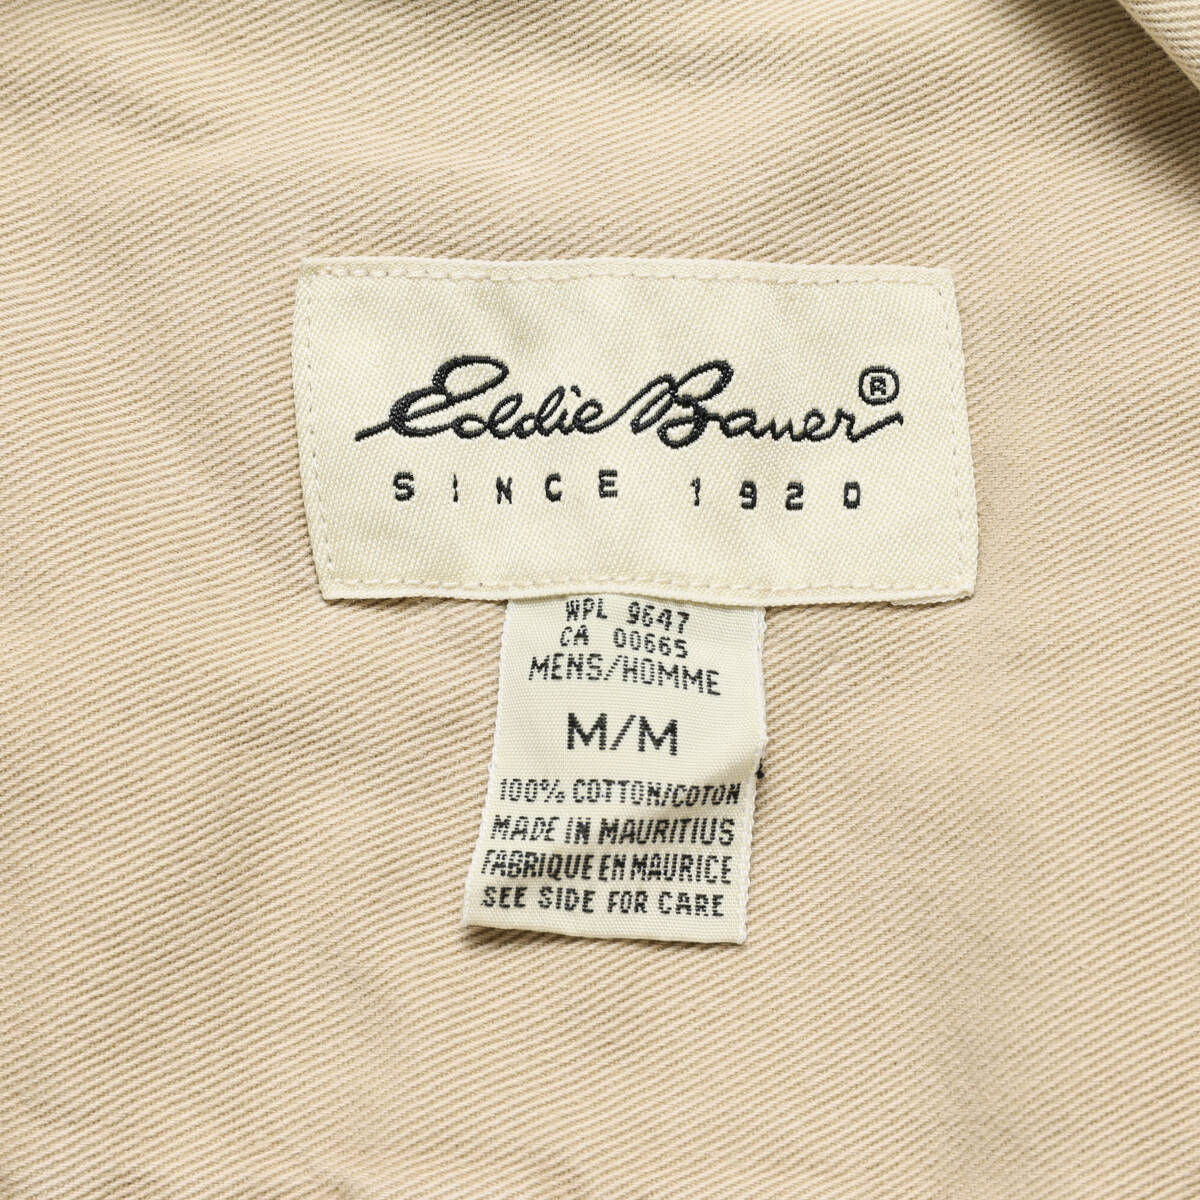 Eddie Bauer®
SINCE 1920
WPL 9647
CA 00665
MENS/HOMME
M/M
100% COTTON/COTON
MADE IN MAURITIUS
FABRIQUE EN MAURICE
SEE SIDE FOR CARE